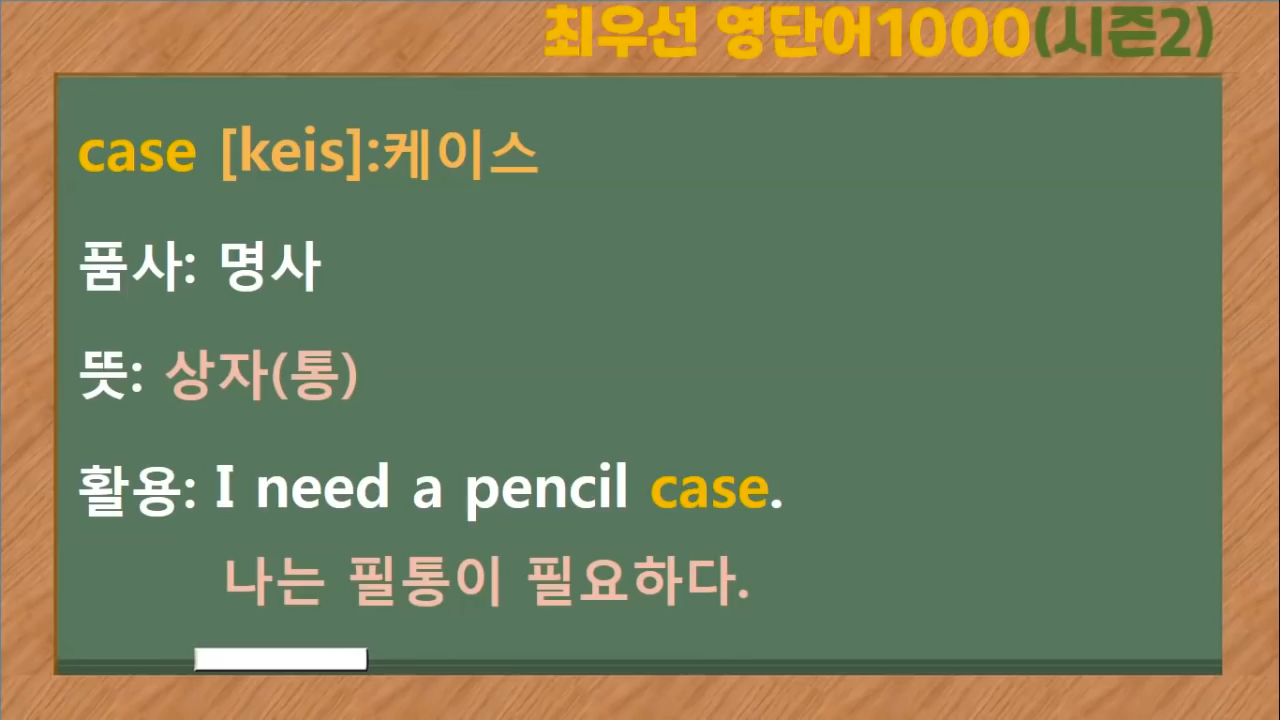 최우선 영단어1000(시즌2)
case [keis]:케이스
품사: 명사
뜻: 상자(통)
활용: I need a pencil case.
나는 필통이 필요하다.